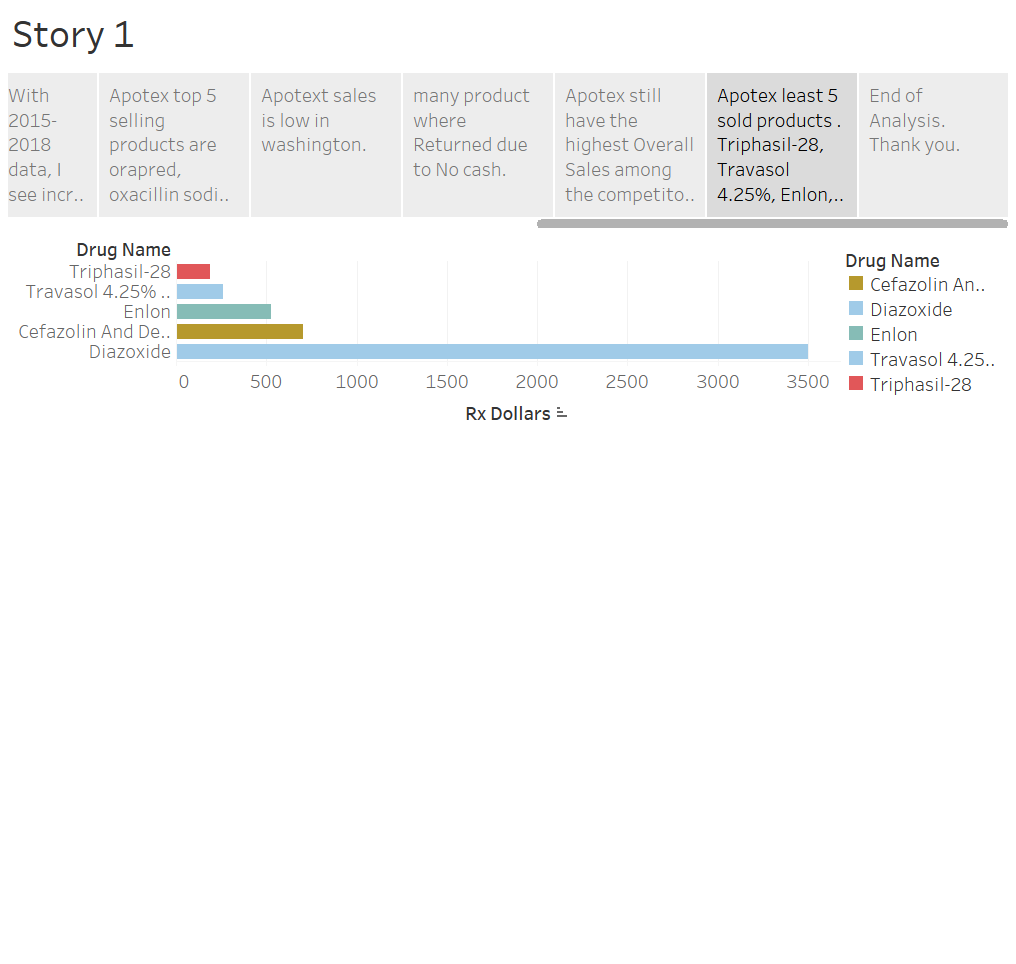 Story 1
With
2015-
2018
data, I
see incr..
Apotex top 5
selling
products are
orapred,
oxacillin sodi..
Apotext sales
is low in
washington.
many product
where
Returned due
to No cash.
Apotex still
have the
highest Overall
Sales among
the competito..
Apotex least 5
sold products .
Triphasil-28,
Travasol
4.25%, Enlon,..
End of
Analysis.
Thank you.
Drug Name
Triphasil-28
Travasol 4.25% ..
Enlon
Cefazolin And De..
Diazoxide
0 500 1000 1500 2000 2500 3000 3500
Rx Dollars
Drug Name
Cefazolin An..
Diazoxide
Enlon
Travasol 4.25..
Triphasil-28